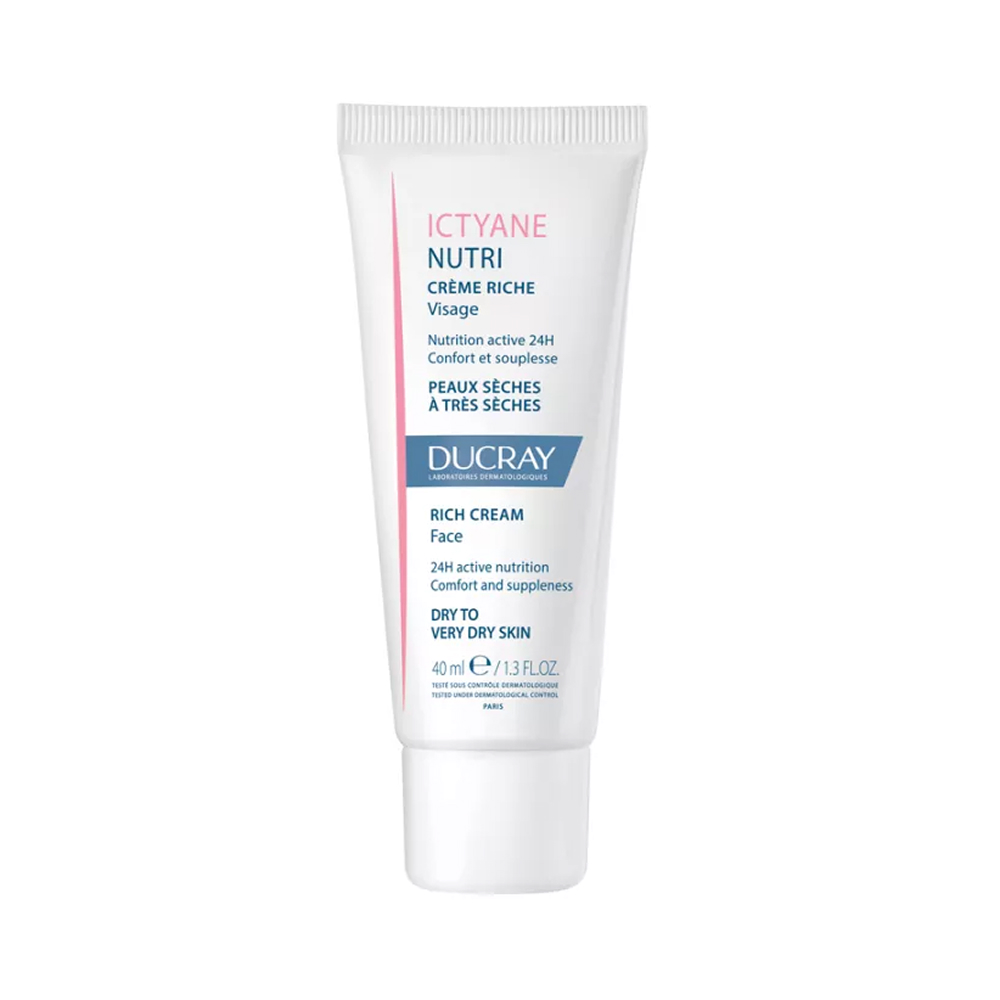 ICTYANE
NUTRI
CRÈME RICHE
Visage
Nutrition active 24H
Confort et souplesse
PEAUX SÈCHES
À TRÈS SÈCHES
DUCRAY
LABORATOIRES DERMATOLOGIQUES
RICH CREAM
Face
24H active nutrition
Comfort and suppleness
DRY TO
VERY DRY SKIN
40 ml e / 1.3 FL.OZ.
TESTÉ SOUS CONTRÔLE DERMATOLOGIQUE
TESTED UNDER DERMATOLOGICAL CONTROL
PARIS